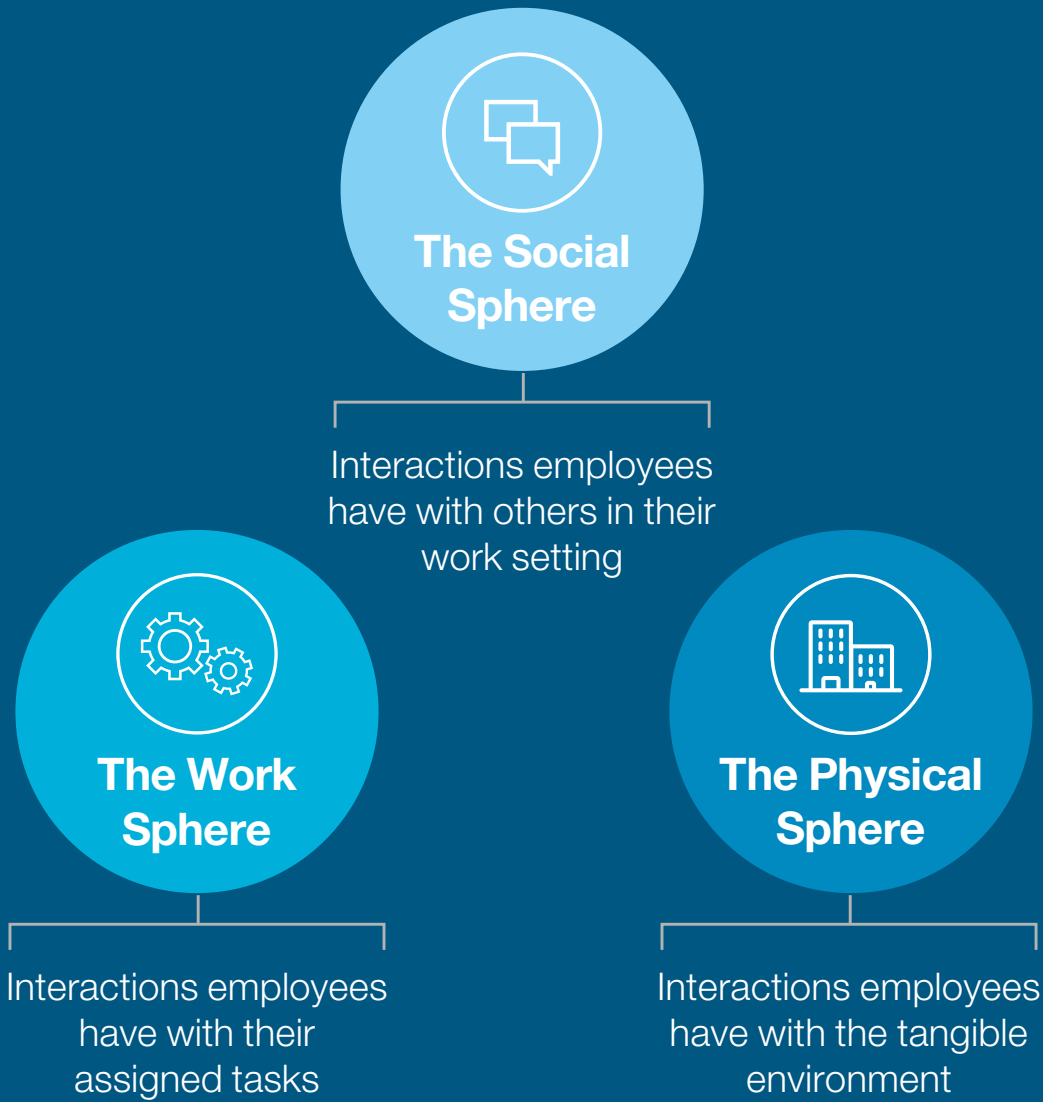 The Social
Sphere
Interactions employees
have with others in their
work setting
The Work
Sphere
Interactions employees
have with their
assigned tasks
The Physical
Sphere
Interactions employees
have with the tangible
environment